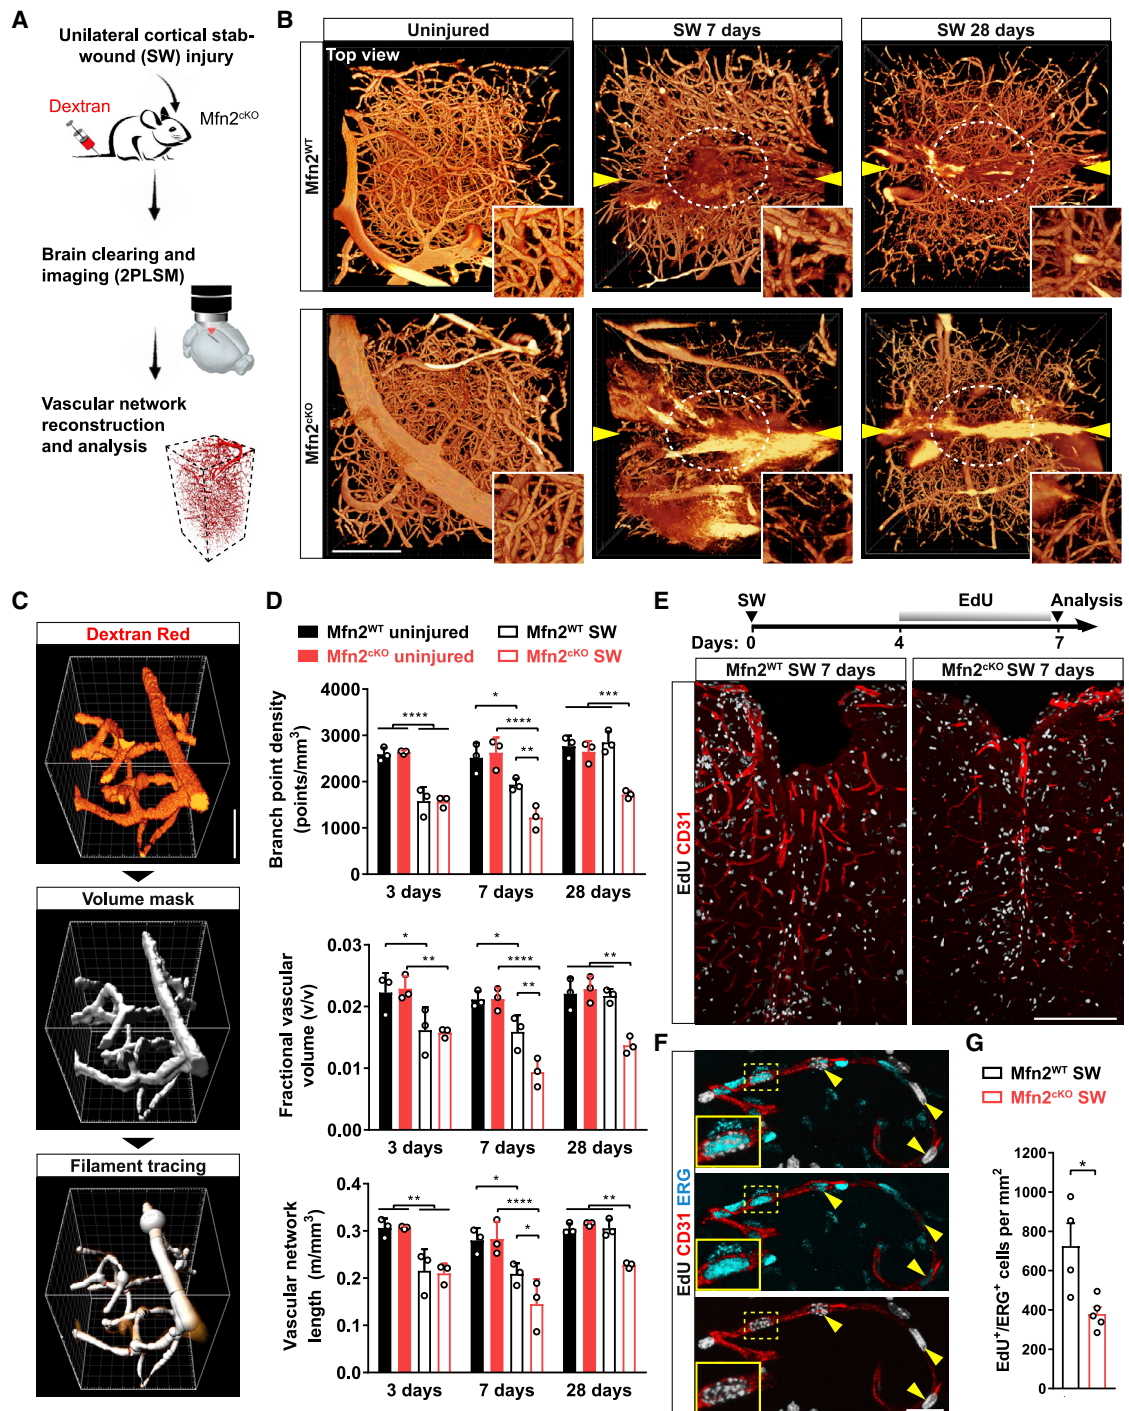 A
Unilateral cortical stab-
wound (SW) injury
Dextran
Mfn2cKO
Brain clearing and
imaging (2PLSM)
Vascular network
reconstruction
and analysis
B
Uninjured
SW 7 days
SW 28 days
Top view
Mfn2WT
Mfn2cKO
C
Dextran Red
Volume mask
Filament tracing
D
Mfn2WT uninjured
Mfn2WT SW
Mfn2cKO uninjured
Mfn2cKO SW
Branch point density
(points/mm3)
4000
3000
2000
1000
0
****
*
****
**
***
3 days
7 days
28 days
Fractional vascular
volume (v/v)
0.03
0.02
0.01
0.00
*
**
*
****
**
**
3 days
7 days
28 days
Vascular network
length (m/mm3)
0.4
0.3
0.2
0.1
0.0
**
*
****
*
**
3 days
7 days
28 days
E
SW
EdU
Analysis
Days: 0 4 7
Mfn2WT SW 7 days
Mfn2cKO SW 7 days
EdU CD31
F
EdU CD31 ERG
G
Mfn2WT SW
Mfn2cKO SW
EdU+/ERG+ cells per mm2
1200
1000
800
600
400
200
0
*